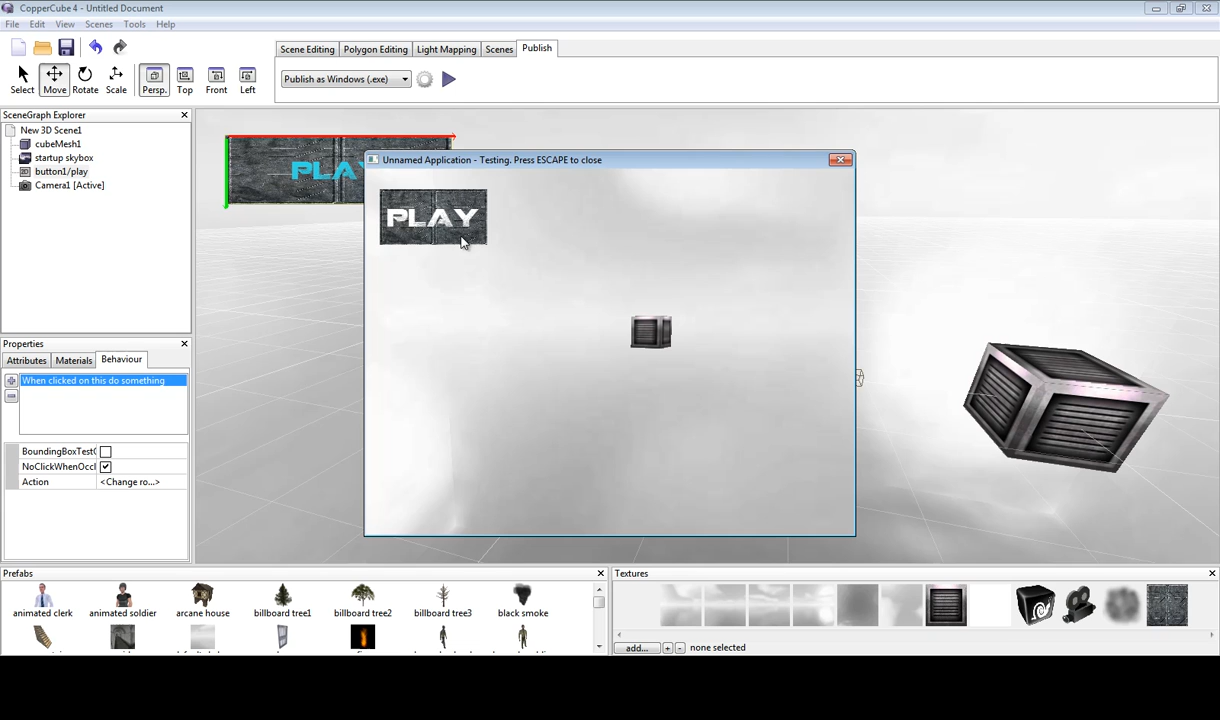 CopperCube 4 - Untitled Document
File Edit View Scenes Tools Help
Scene Editing Polygon Editing Light Mapping Scenes Publish
Publish as Windows (.exe)
Select Move Rotate Scale Persp. Top Front Left
SceneGraph Explorer
New 3D Scene1
cubeMesh1
startup skybox
button1/play
Camera1 [Active]
PLAY
Unnamed Application - Testing. Press ESCAPE to close
PLAY
Properties
Attributes Materials Behaviour
When clicked on this do something
BoundingBoxTest
NoClickWhenOccl
Action <Change ro...>
Prefabs
animated clerk animated soldier arcane house billboard tree1 billboard tree2 billboard tree3 black smoke
Textures
add... + - none selected